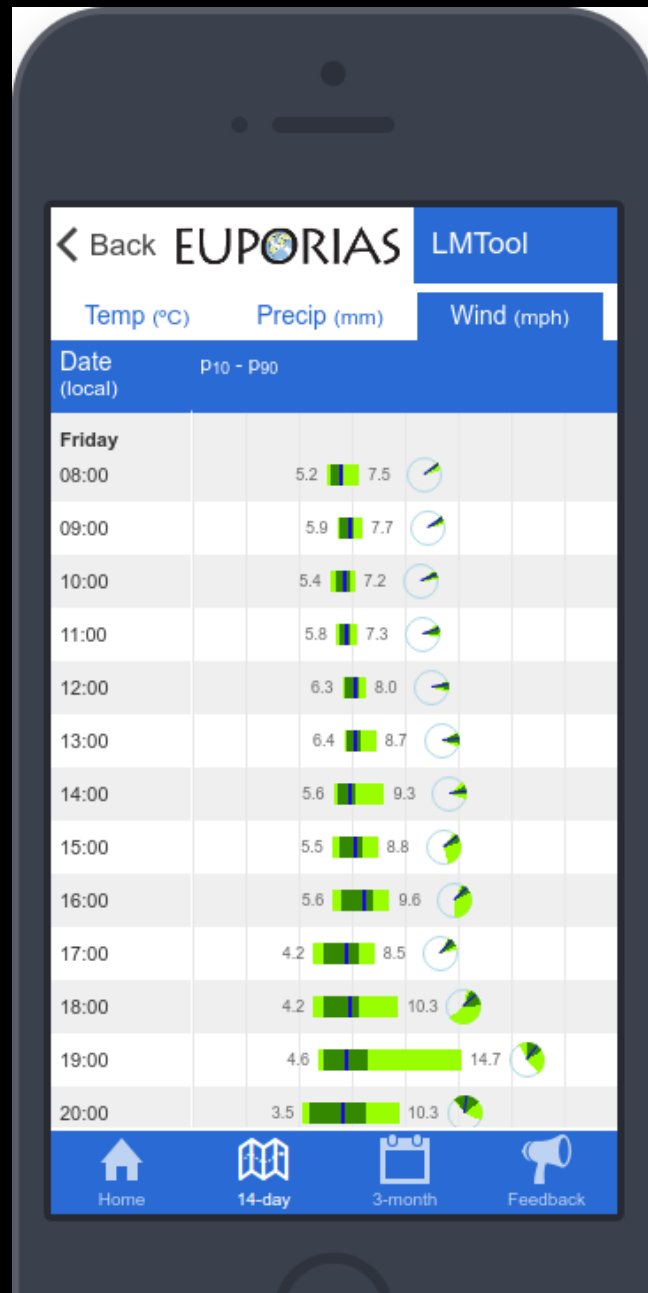 Back EUPORIAS LMTool
Temp (ºC) Precip (mm) Wind (mph)
Date p10 - p90
(local)
Friday
08:00 5.2 7.5
09:00 5.9 7.7
10:00 5.4 7.2
11:00 5.8 7.3
12:00 6.3 8.0
13:00 6.4 8.7
14:00 5.6 9.3
15:00 5.5 8.8
16:00 5.6 9.6
17:00 4.2 8.5
18:00 4.2 10.3
19:00 4.6 14.7
20:00 3.5 10.3
Home 14-day 3-month Feedback